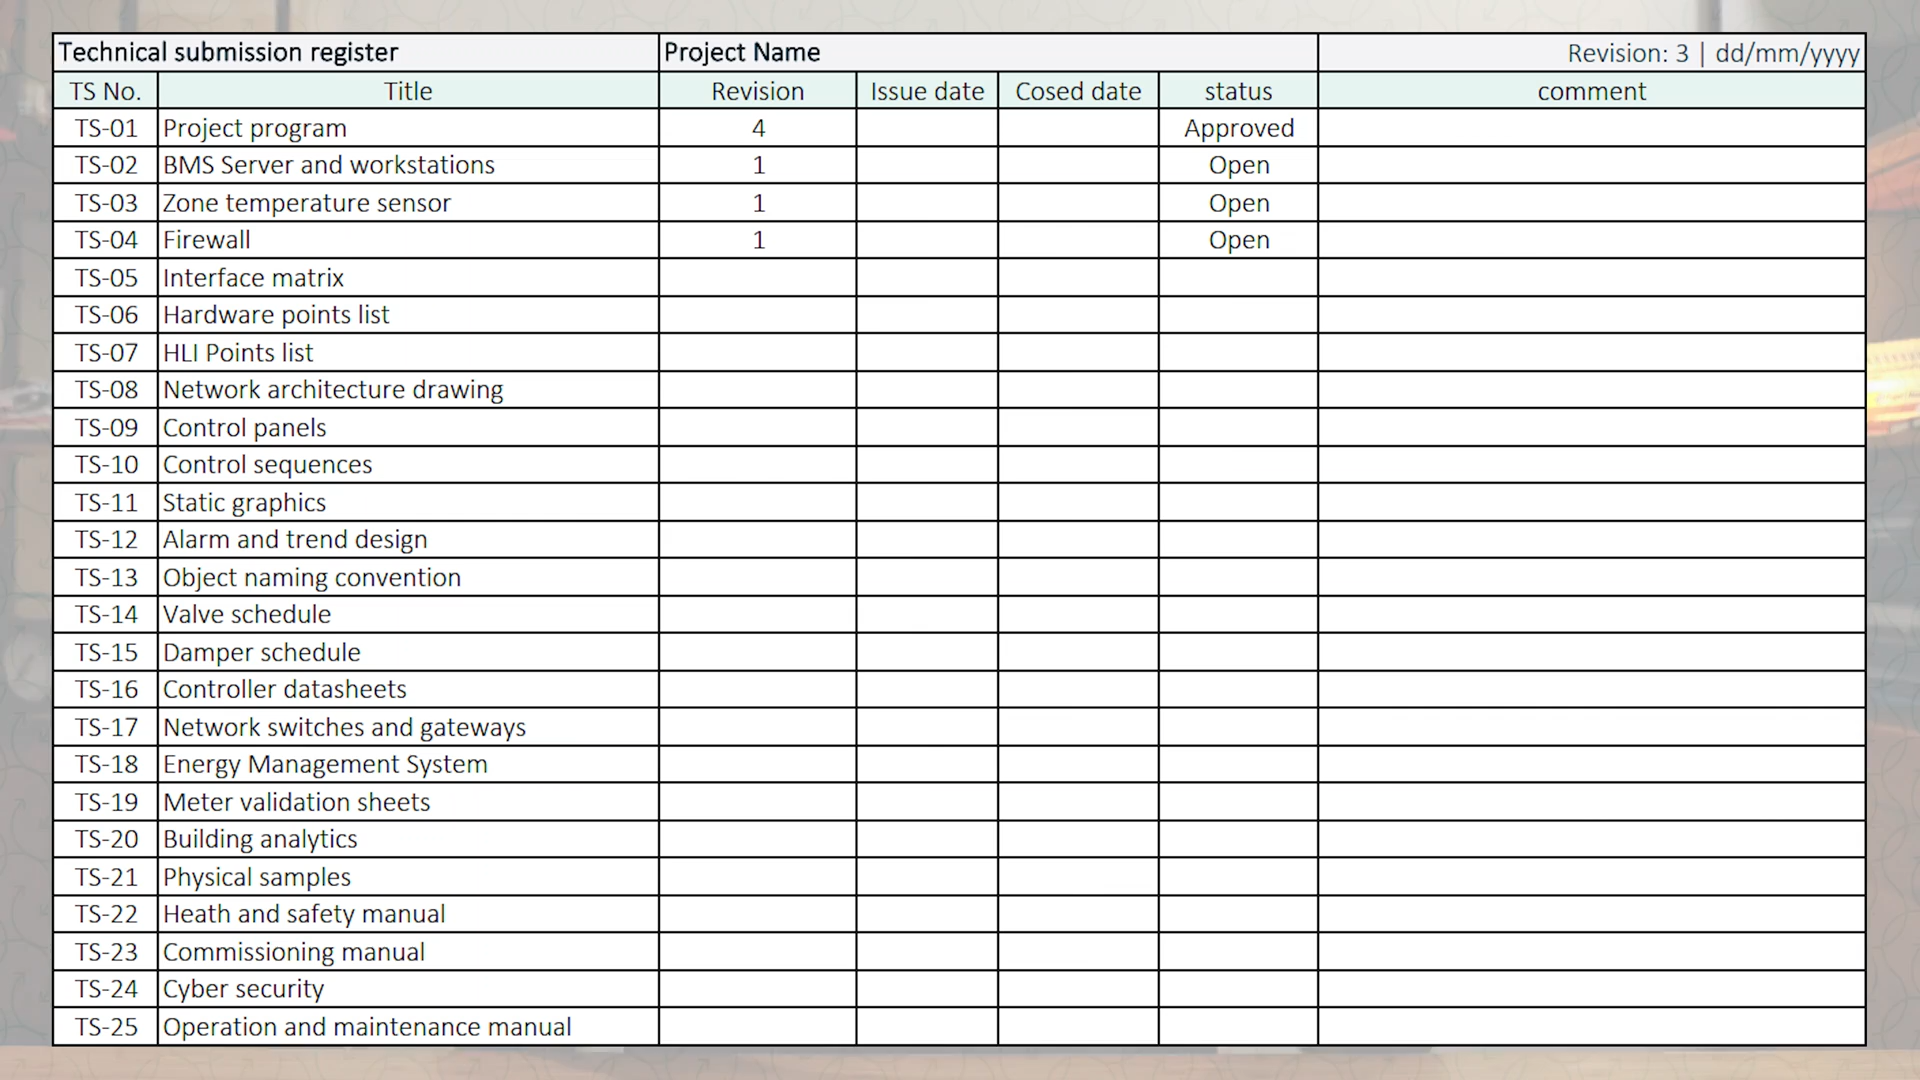 Technical submission register Project Name Revision: 3 | dd/mm/yyyy
TS No. Title Revision Issue date Cosed date status comment
TS-01 Project program 4 Approved
TS-02 BMS Server and workstations 1 Open
TS-03 Zone temperature sensor 1 Open
TS-04 Firewall 1 Open
TS-05 Interface matrix
TS-06 Hardware points list
TS-07 HLI Points list
TS-08 Network architecture drawing
TS-09 Control panels
TS-10 Control sequences
TS-11 Static graphics
TS-12 Alarm and trend design
TS-13 Object naming convention
TS-14 Valve schedule
TS-15 Damper schedule
TS-16 Controller datasheets
TS-17 Network switches and gateways
TS-18 Energy Management System
TS-19 Meter validation sheets
TS-20 Building analytics
TS-21 Physical samples
TS-22 Heath and safety manual
TS-23 Commissioning manual
TS-24 Cyber security
TS-25 Operation and maintenance manual